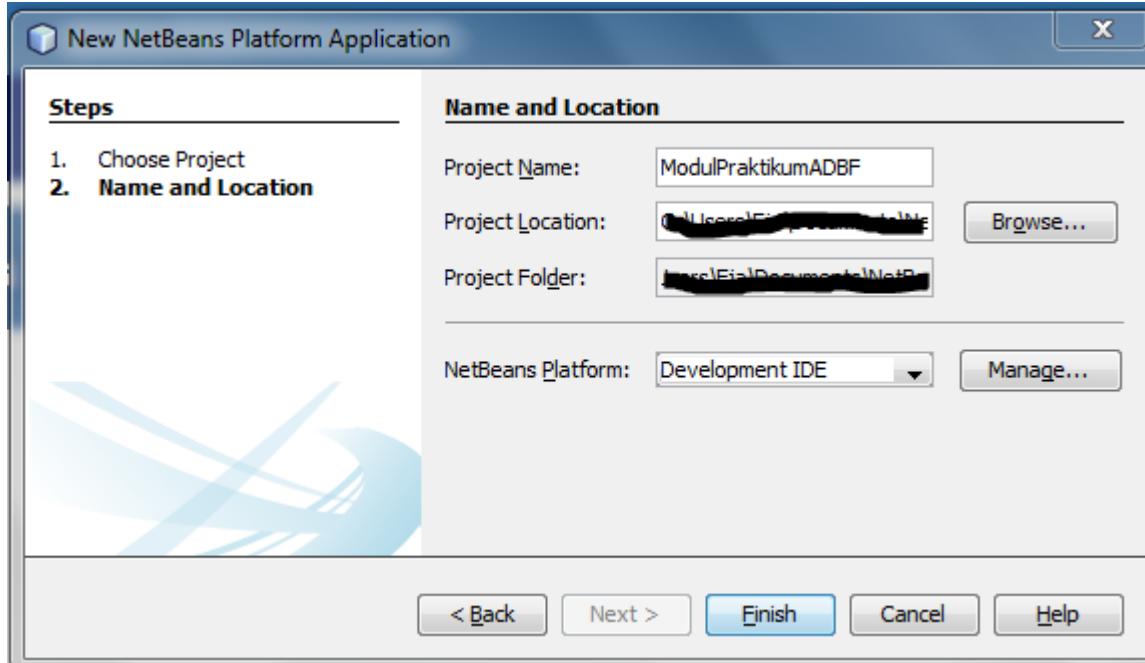 New NetBeans Platform Application
Steps
1. Choose Project
2. Name and Location
Name and Location
Project Name: ModulPraktikumADBF
Project Location: Browse...
Project Folder:
NetBeans Platform: Development IDE Manage...
< Back Next > Finish Cancel Help